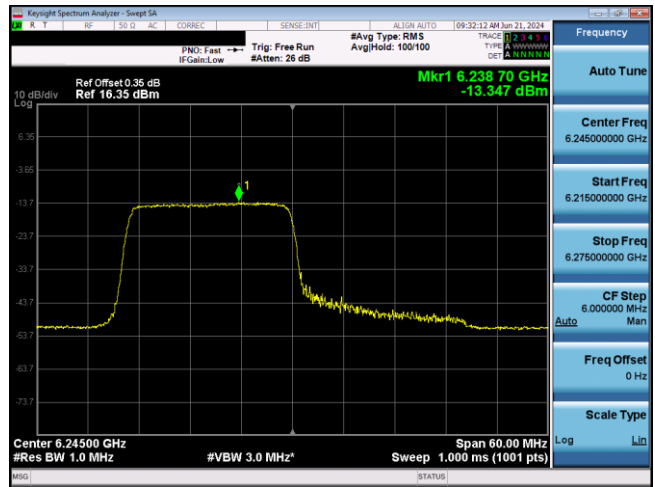 Keysight Spectrum Analyzer - Swept SA
R T RF 50 Ω AC CORREC SENSE:INT ALIGN AUTO 09:32:12 AM Jun 21, 2024
PNO: Fast
IFGain:Low
Trig: Free Run
#Atten: 26 dB
#Avg Type: RMS
Avg|Hold: 100/100
TRACE 1 2 3 4 5 6
TYPE A WWWWW
DET A N N N N N
Frequency
Mkr1 6.238 70 GHz
-13.347 dBm
Ref Offset 0.35 dB
Ref 16.35 dBm
10 dB/div
Log
6.35
-3.65
-13.7
-23.7
-33.7
-43.7
-53.7
-63.7
-73.7
1
Center 6.24500 GHz
#Res BW 1.0 MHz
#VBW 3.0 MHz*
Span 60.00 MHz
Sweep 1.000 ms (1001 pts)
MSG
STATUS
Auto Tune
Center Freq
6.245000000 GHz
Start Freq
6.215000000 GHz
Stop Freq
6.275000000 GHz
CF Step
6.000000 MHz
Auto Man
Freq Offset
0 Hz
Scale Type
Log Lin